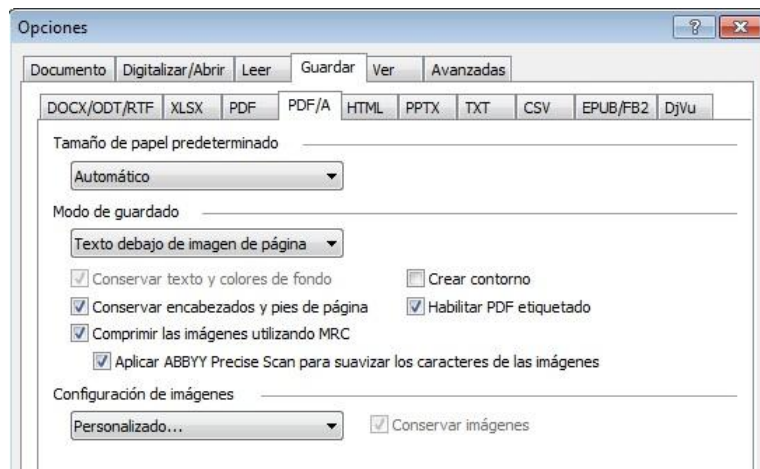 Opciones
Documento Digitalizar/Abrir Leer Guardar Ver Avanzadas
DOCX/ODT/RTF XLSX PDF PDF/A HTML PPTX TXT CSV EPUB/FB2 DjVu
Tamaño de papel predeterminado
Automático
Modo de guardado
Texto debajo de imagen de página
Conservar texto y colores de fondo Crear contorno
Conservar encabezados y pies de página Habilitar PDF etiquetado
Comprimir las imágenes utilizando MRC
Aplicar ABBYY Precise Scan para suavizar los caracteres de las imágenes
Configuración de imágenes
Personalizado... Conservar imágenes